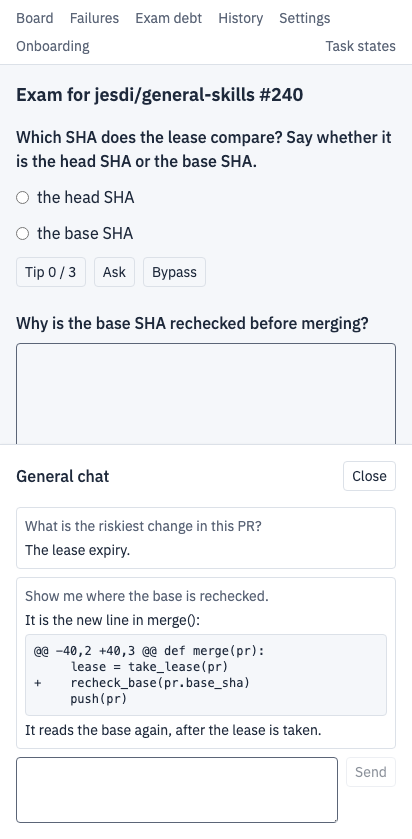 Board Failures Exam debt History Settings
Onboarding Task states
Exam for jesdi/general-skills #240
Which SHA does the lease compare? Say whether it
is the head SHA or the base SHA.
the head SHA
the base SHA
Tip 0 / 3 Ask Bypass
Why is the base SHA rechecked before merging?
General chat Close
What is the riskiest change in this PR?
The lease expiry.
Show me where the base is rechecked.
It is the new line in merge():
@@ -40,2 +40,3 @@ def merge(pr):
    lease = take_lease(pr)
+   recheck_base(pr.base_sha)
    push(pr)
It reads the base again, after the lease is taken.
Send